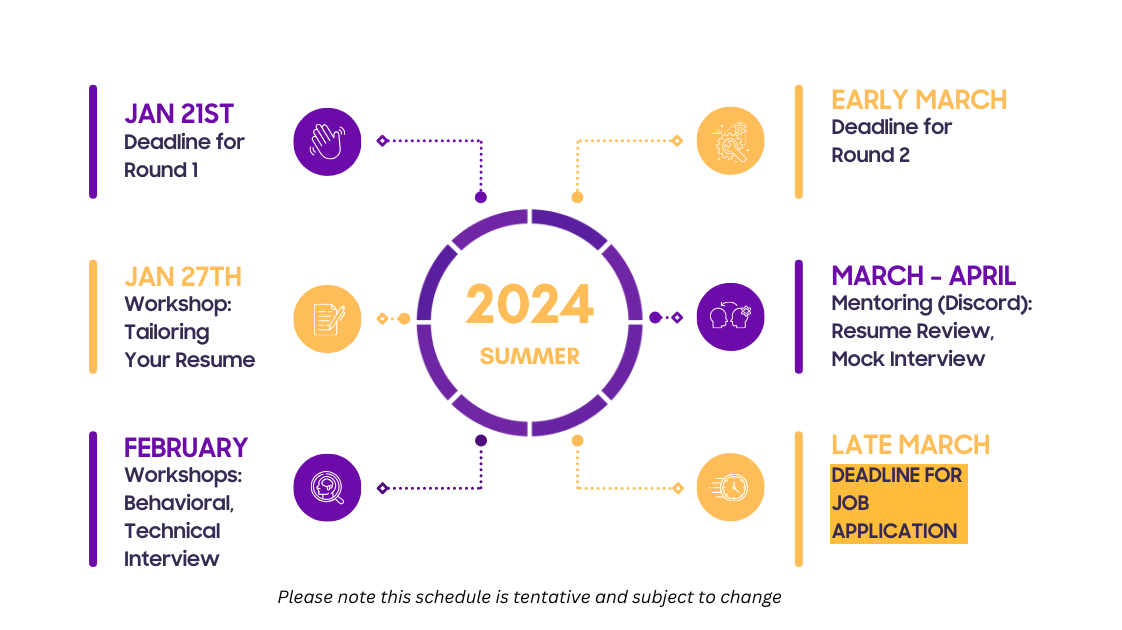 JAN 21ST
Deadline for
Round 1
JAN 27TH
Workshop:
Tailoring
Your Resume
FEBRUARY
Workshops:
Behavioral,
Technical
Interview
2024
SUMMER
EARLY MARCH
Deadline for
Round 2
MARCH - APRIL
Mentoring (Discord):
Resume Review,
Mock Interview
LATE MARCH
DEADLINE FOR
JOB
APPLICATION
Please note this schedule is tentative and subject to change